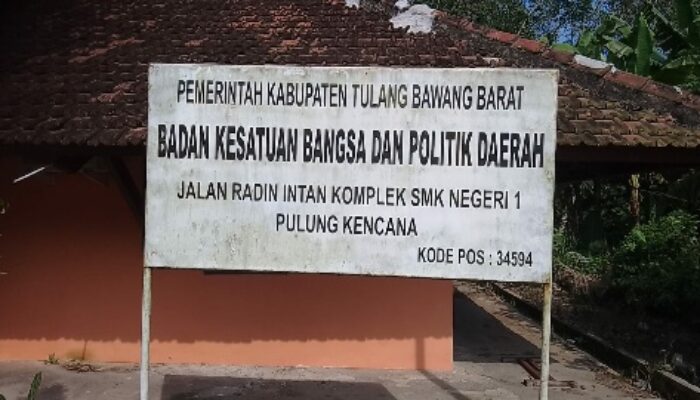 PEMERINTAH KABUPATEN TULANG BAWANG BARAT
BADAN KESATUAN BANGSA DAN POLITIK DAERAH
JALAN RADIN INTAN KOMPLEK SMK NEGERI 1
PULUNG KENCANA
KODE POS : 34594